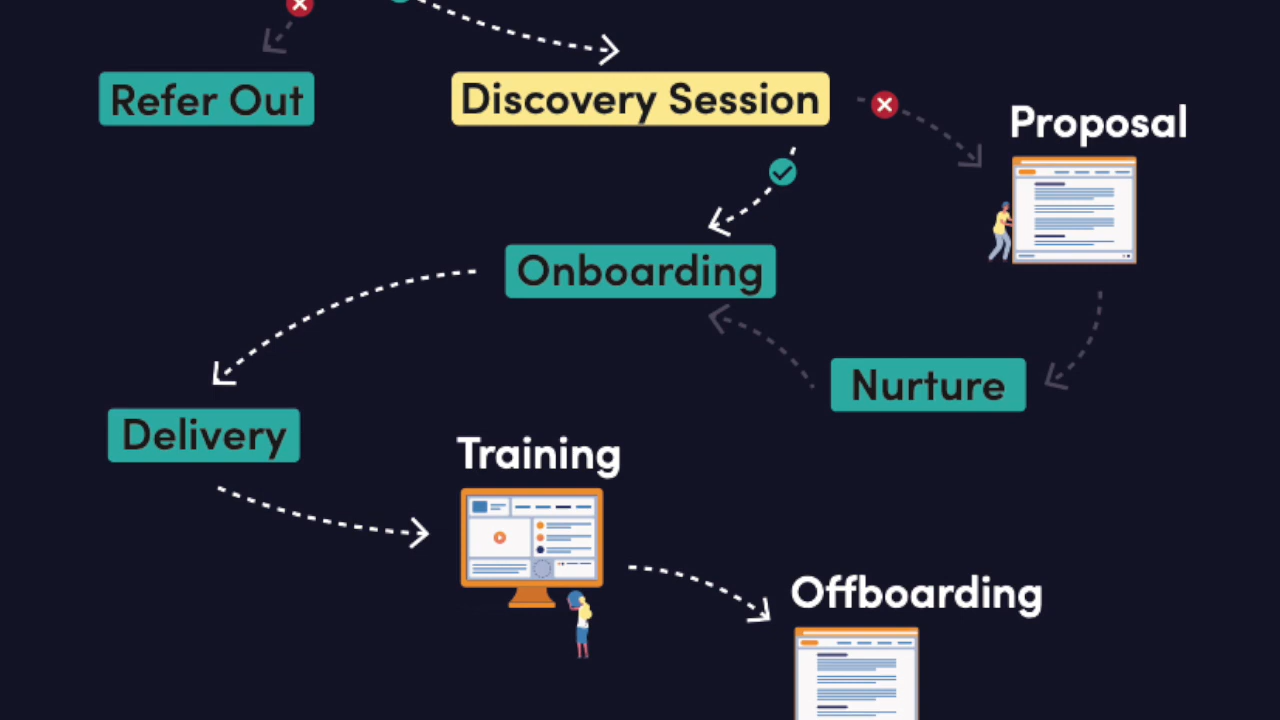 Refer Out
Discovery Session
Proposal
Onboarding
Nurture
Delivery
Training
Offboarding